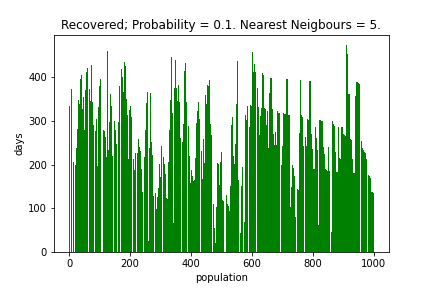 Recovered; Probability = 0.1. Nearest Neigbours = 5.
400
300
200
100
0
days
0 200 400 600 800 1000
population